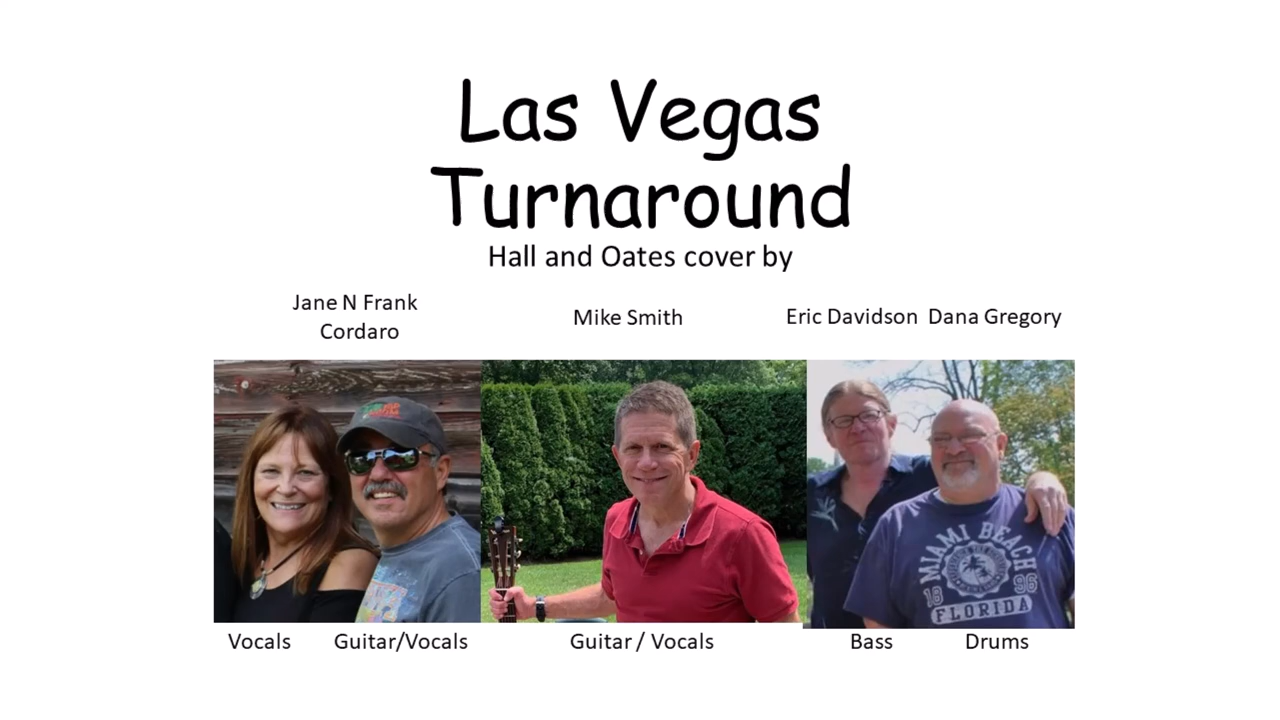 Las Vegas
Turnaround
Hall and Oates cover by
Jane N Frank
Cordaro
Mike Smith
Eric Davidson Dana Gregory
MIAMI BEACH
18 96
FLORIDA
Vocals Guitar/Vocals Guitar / Vocals Bass Drums